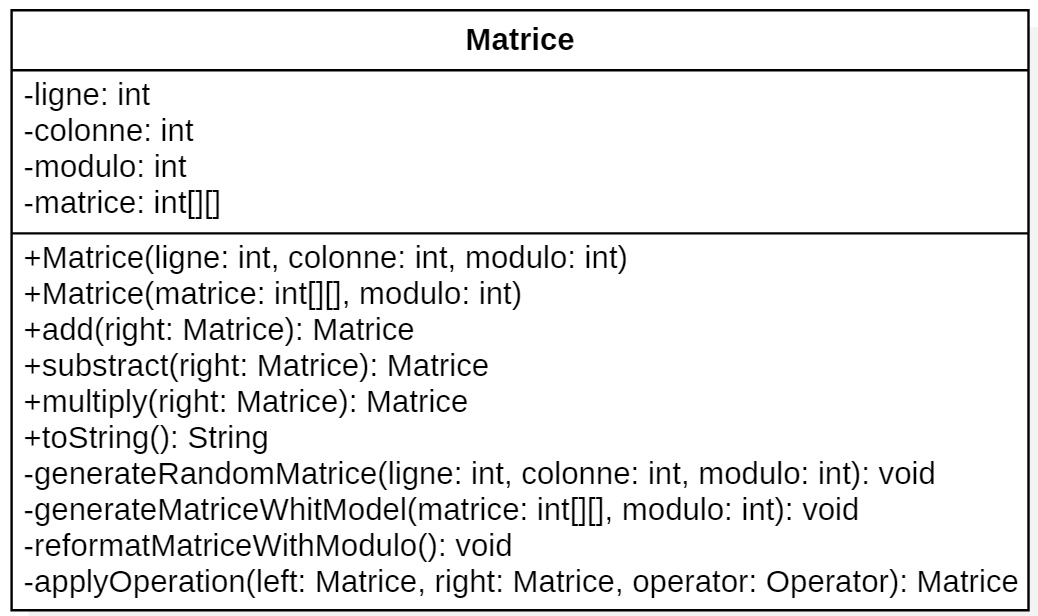 Matrice
-ligne: int
-colonne: int
-modulo: int
-matrice: int[][]
+Matrice(ligne: int, colonne: int, modulo: int)
+Matrice(matrice: int[][], modulo: int)
+add(right: Matrice): Matrice
+substract(right: Matrice): Matrice
+multiply(right: Matrice): Matrice
+toString(): String
-generateRandomMatrice(ligne: int, colonne: int, modulo: int): void
-generateMatriceWhitModel(matrice: int[][], modulo: int): void
-reformatMatriceWithModulo(): void
-applyOperation(left: Matrice, right: Matrice, operator: Operator): Matrice